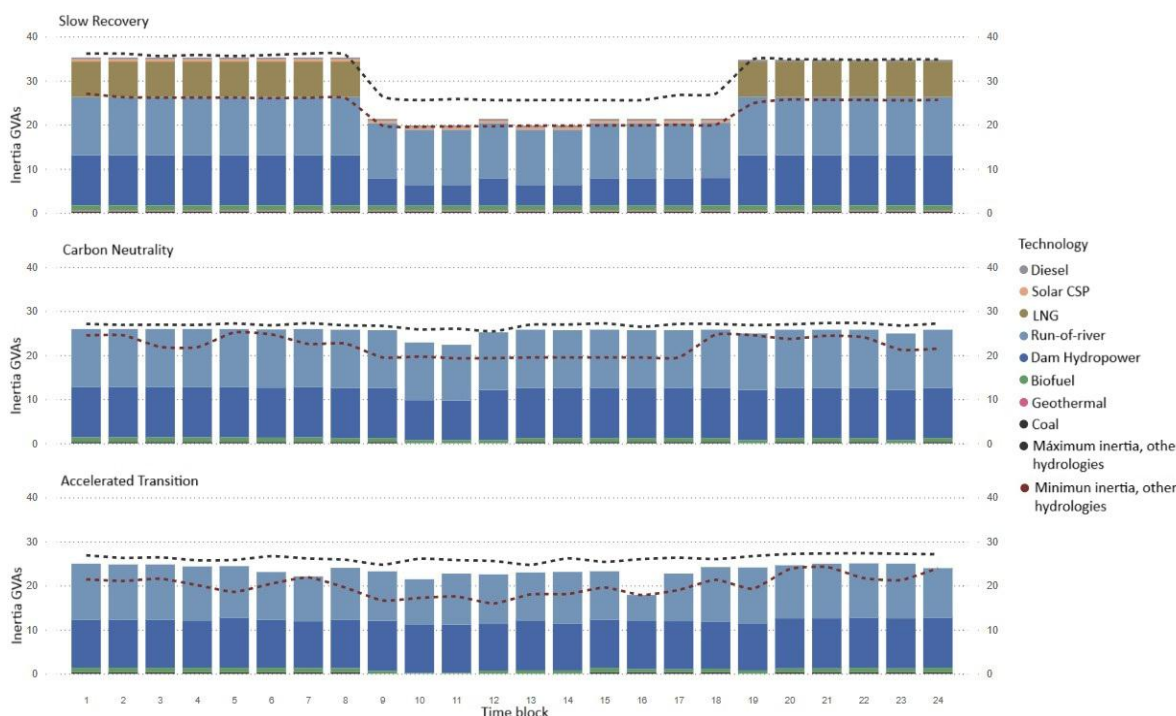 Slow Recovery
40
30
20
10
0
Inertia GVAs
40
30
20
10
0
Carbon Neutrality
40
30
20
10
0
Inertia GVAs
40
30
20
10
0
Accelerated Transition
40
30
20
10
0
Inertia GVAs
40
30
20
10
0
1 2 3 4 5 6 7 8 9 10 11 12 13 14 15 16 17 18 19 20 21 22 23 24
Time block
Technology
Diesel
Solar CSP
LNG
Run-of-river
Dam Hydropower
Biofuel
Geothermal
Coal
Máximum inertia, other
hydrologies
Minimun inertia, other
hydrologies